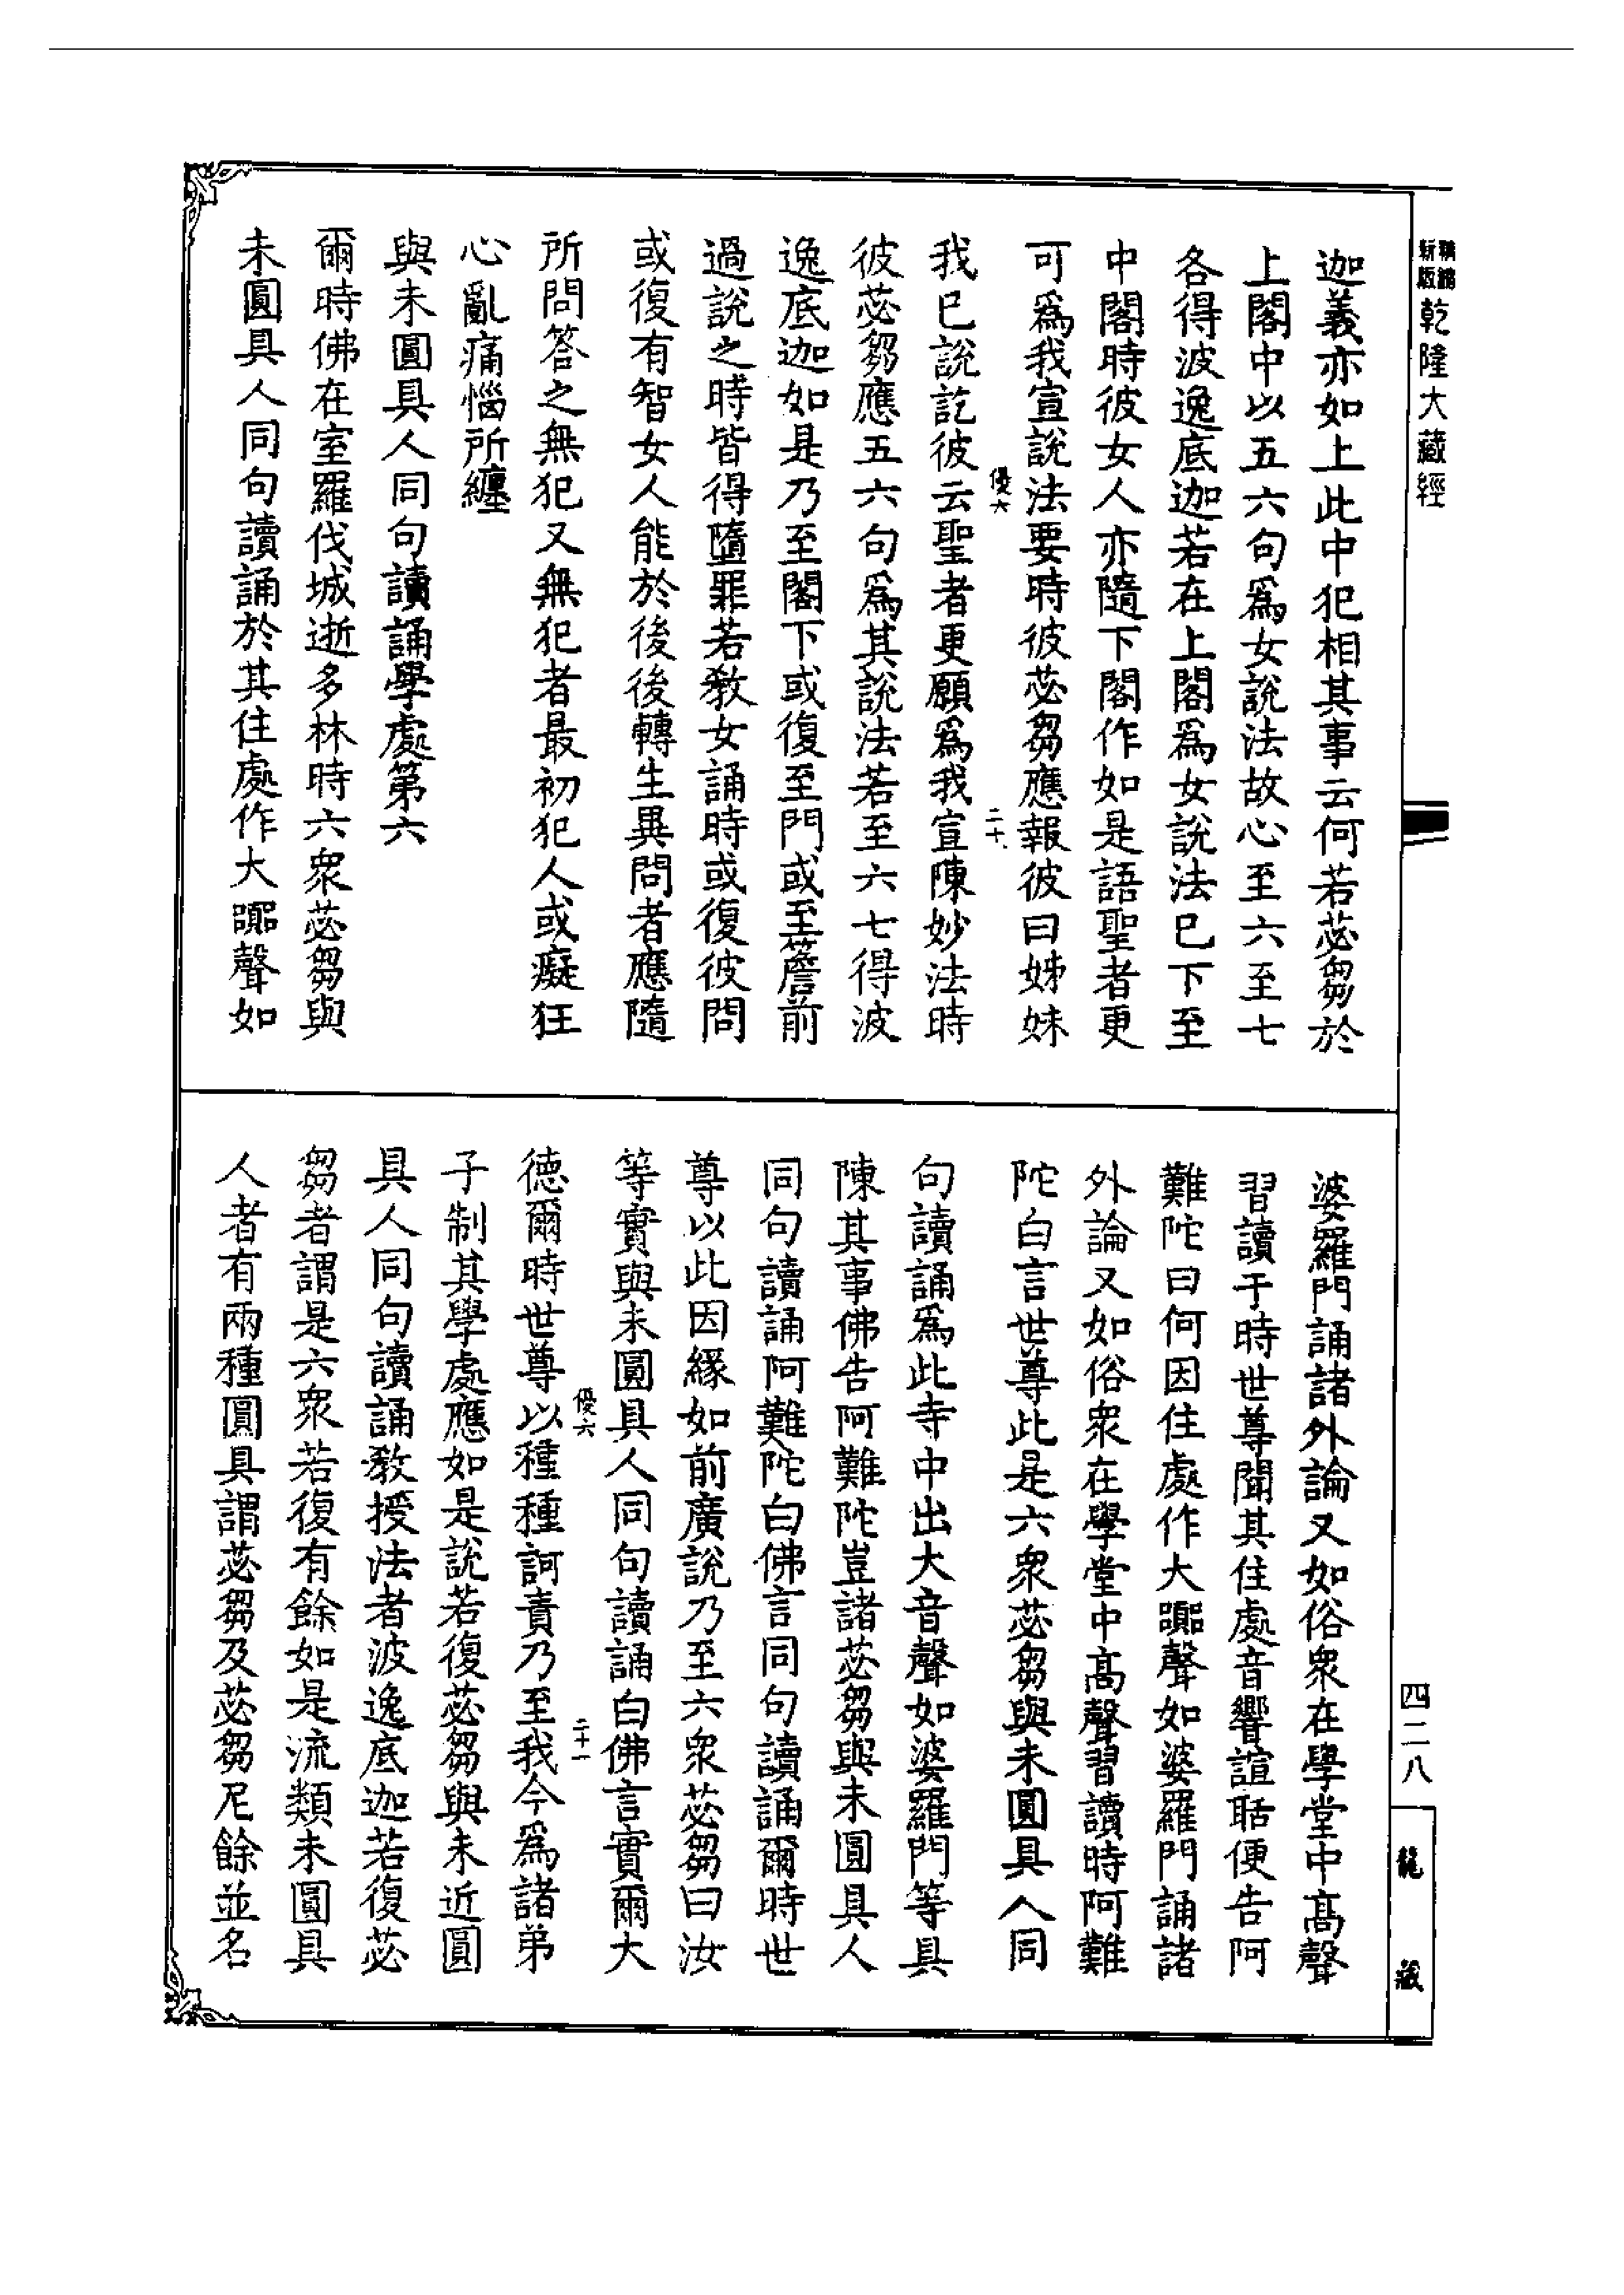 精編新版乾隆大藏經
迦義亦如上此中犯相其事云何若苾芻於
上閣中以五六句爲女說法故心至六至七
各得波逸底迦若在上閣爲女說法已下至
中閣時彼女人亦隨下閣作如是語聖者更
可爲我宣說法要時彼苾芻應報彼曰姊妹
優六 二十
我已說訖彼云聖者更願爲我宣陳妙法時
彼苾芻應五六句爲其說法若至六七得波
逸底迦如是乃至閣下或復至門或至簷前
過說之時皆得墮罪若教女誦時或復彼問
或復有智女人能於後後轉生異問者應隨
所問答之無犯又無犯者最初犯人或癡狂
心亂痛惱所纏
與未圓具人同句讀誦學處第六
爾時佛在室羅伐城逝多林時六眾苾芻與
未圓具人同句讀誦於其住處作大嚻聲如
婆羅門誦諸外論又如俗眾在學堂中高聲
習讀于時世尊聞其住處音響諠聒便告阿
難陀曰何因住處作大嚻聲如婆羅門誦諸
外論又如俗眾在學堂中高聲習讀時阿難
陀白言世尊此是六眾苾芻與未圓具人同
句讀誦爲此寺中出大音聲如婆羅門等具
陳其事佛告阿難陀豈諸苾芻與未圓具人
同句讀誦阿難陀白佛言同句讀誦爾時世
尊以此因緣如前廣說乃至六眾苾芻曰汝
等實與未圓具人同句讀誦白佛言實爾大
優六 二十一
德爾時世尊以種種訶責乃至我今爲諸弟
子制其學處應如是說若復苾芻與未近圓
具人同句讀誦教授法者波逸底迦若復苾
芻者謂是六眾若復有餘如是流類未圓具
人者有兩種圓具謂苾芻及苾芻尼餘並名
四二八
龍藏